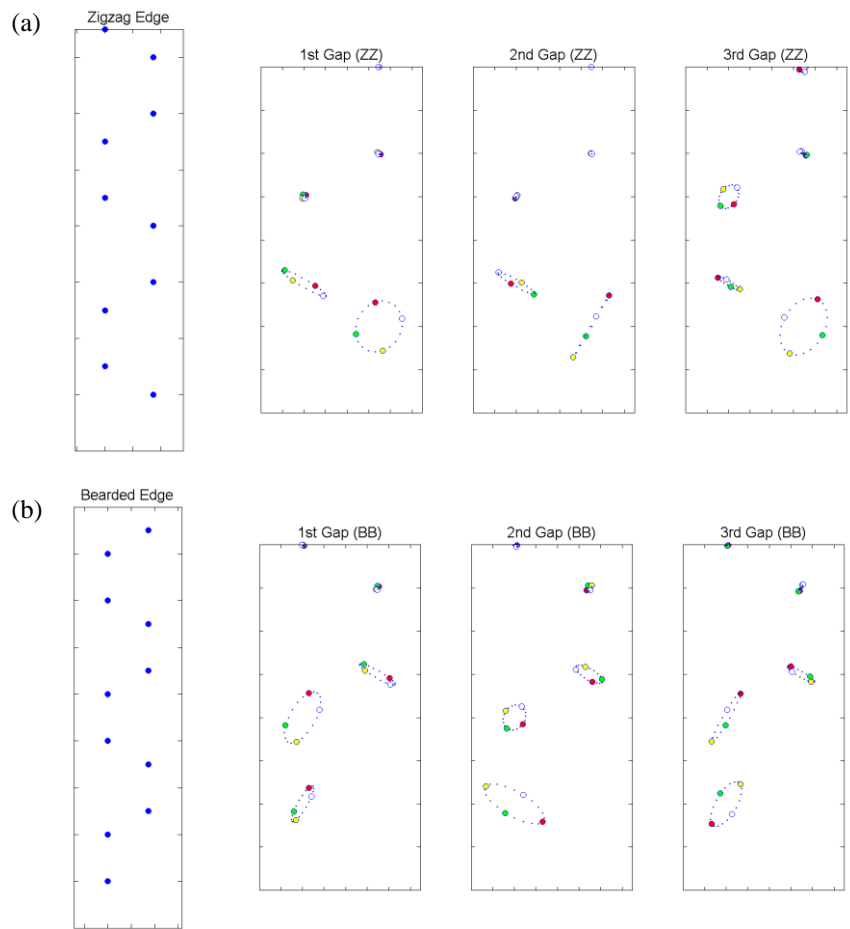 (a)
Zigzag Edge
1st Gap (ZZ)
2nd Gap (ZZ)
3rd Gap (ZZ)
(b)
Bearded Edge
1st Gap (BB)
2nd Gap (BB)
3rd Gap (BB)